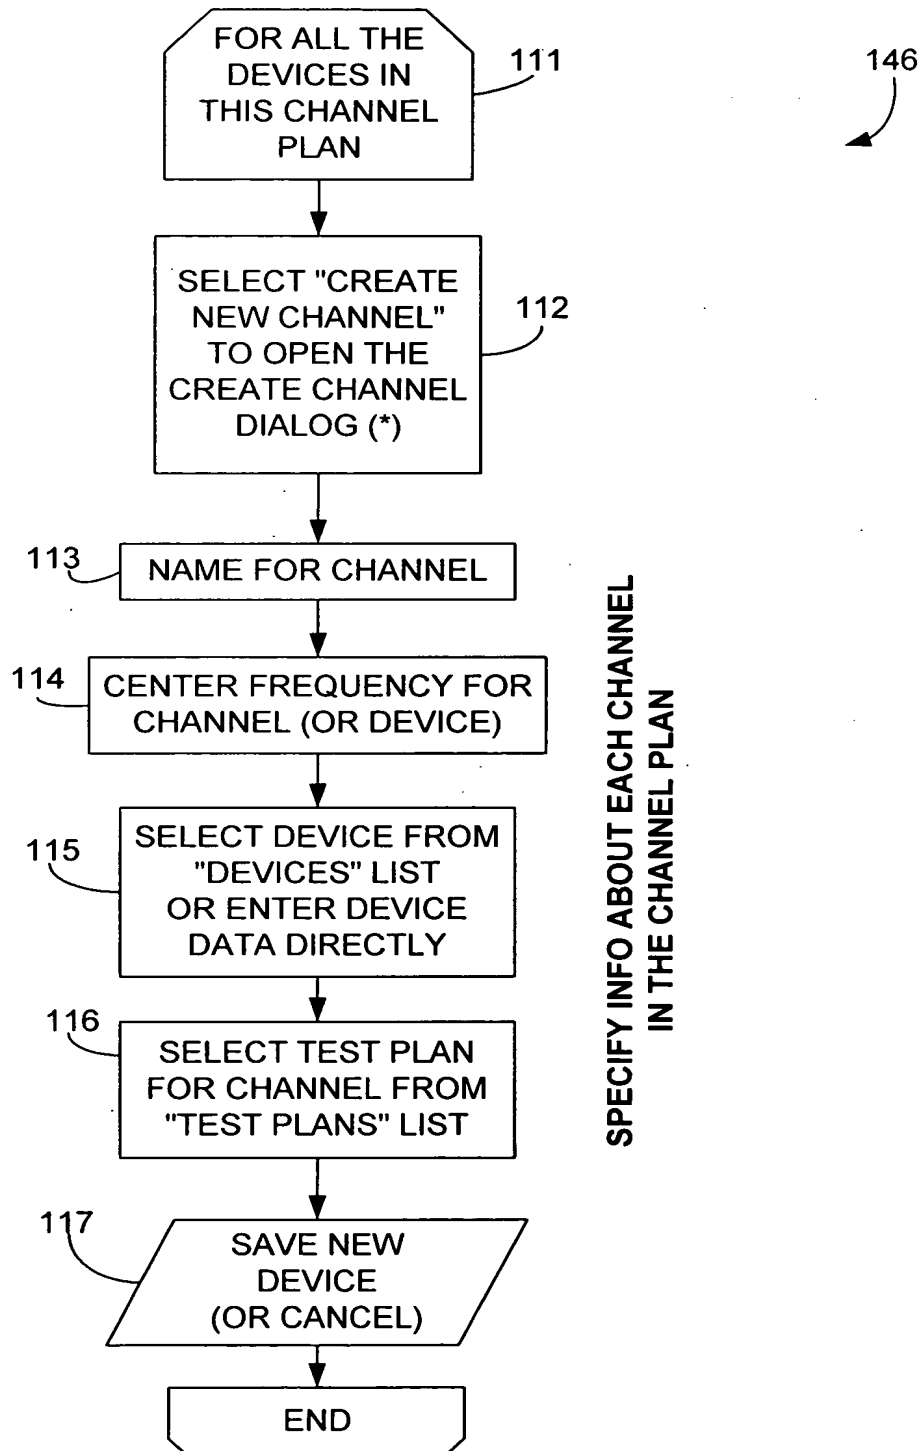 FOR ALL THE
DEVICES IN
THIS CHANNEL
PLAN
111
146
SELECT "CREATE
NEW CHANNEL"
TO OPEN THE
CREATE CHANNEL
DIALOG (*)
112
113
NAME FOR CHANNEL
114
CENTER FREQUENCY FOR
CHANNEL (OR DEVICE)
115
SELECT DEVICE FROM
"DEVICES" LIST
OR ENTER DEVICE
DATA DIRECTLY
116
SELECT TEST PLAN
FOR CHANNEL FROM
"TEST PLANS" LIST
117
SAVE NEW
DEVICE
(OR CANCEL)
END
SPECIFY INFO ABOUT EACH CHANNEL
IN THE CHANNEL PLAN